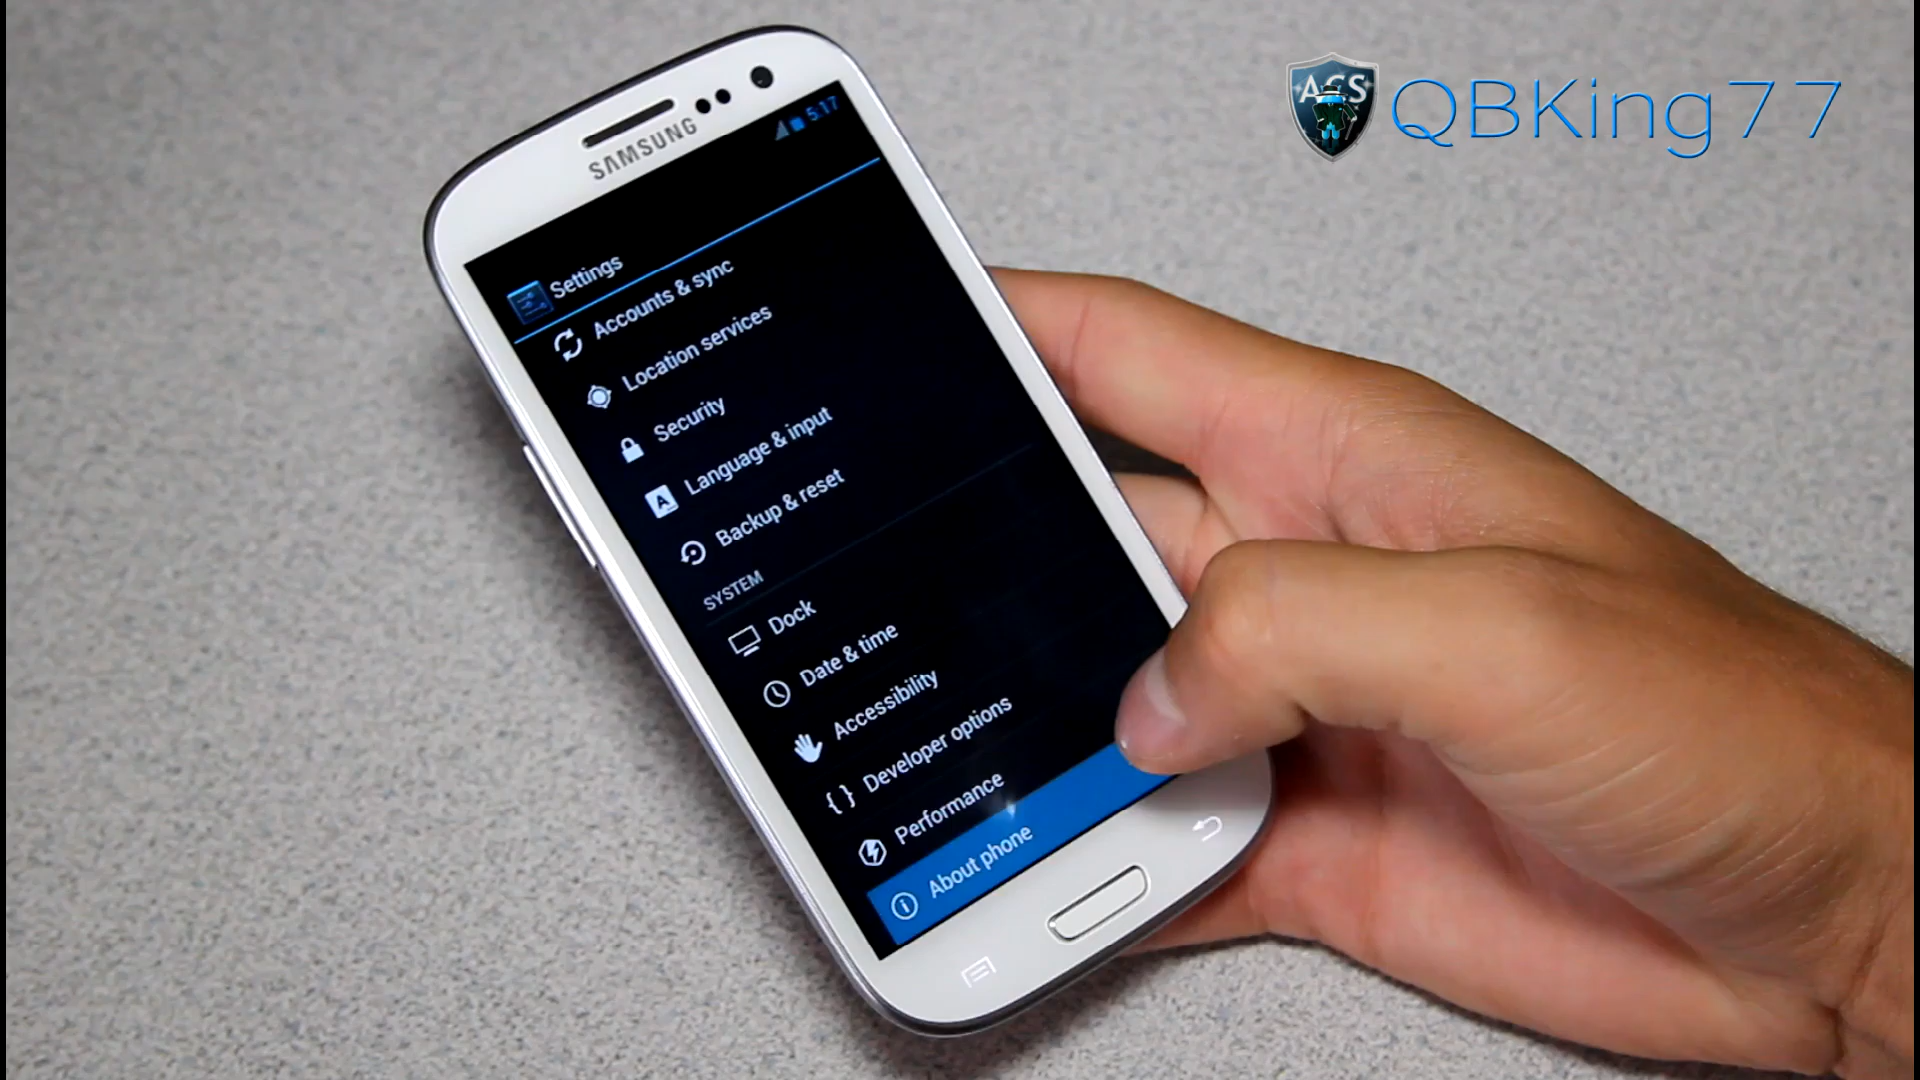 ACS
QBKing77
SAMSUNG
5:17
Settings
Accounts & sync
Location services
Security
Language & input
A
Backup & reset
SYSTEM
Dock
Date & time
Accessibility
{ } Developer options
Performance
i About phone